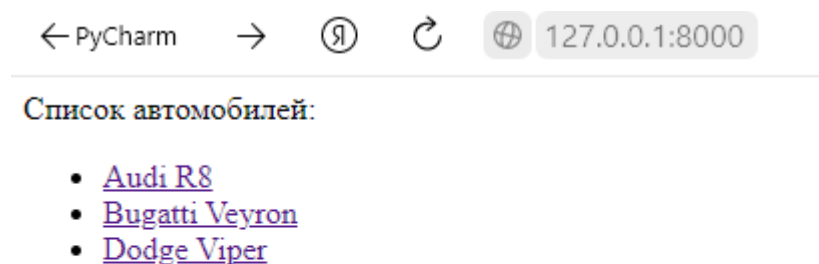 PyCharm Я 127.0.0.1:8000
Список автомобилей:
Audi R8
Bugatti Veyron
Dodge Viper